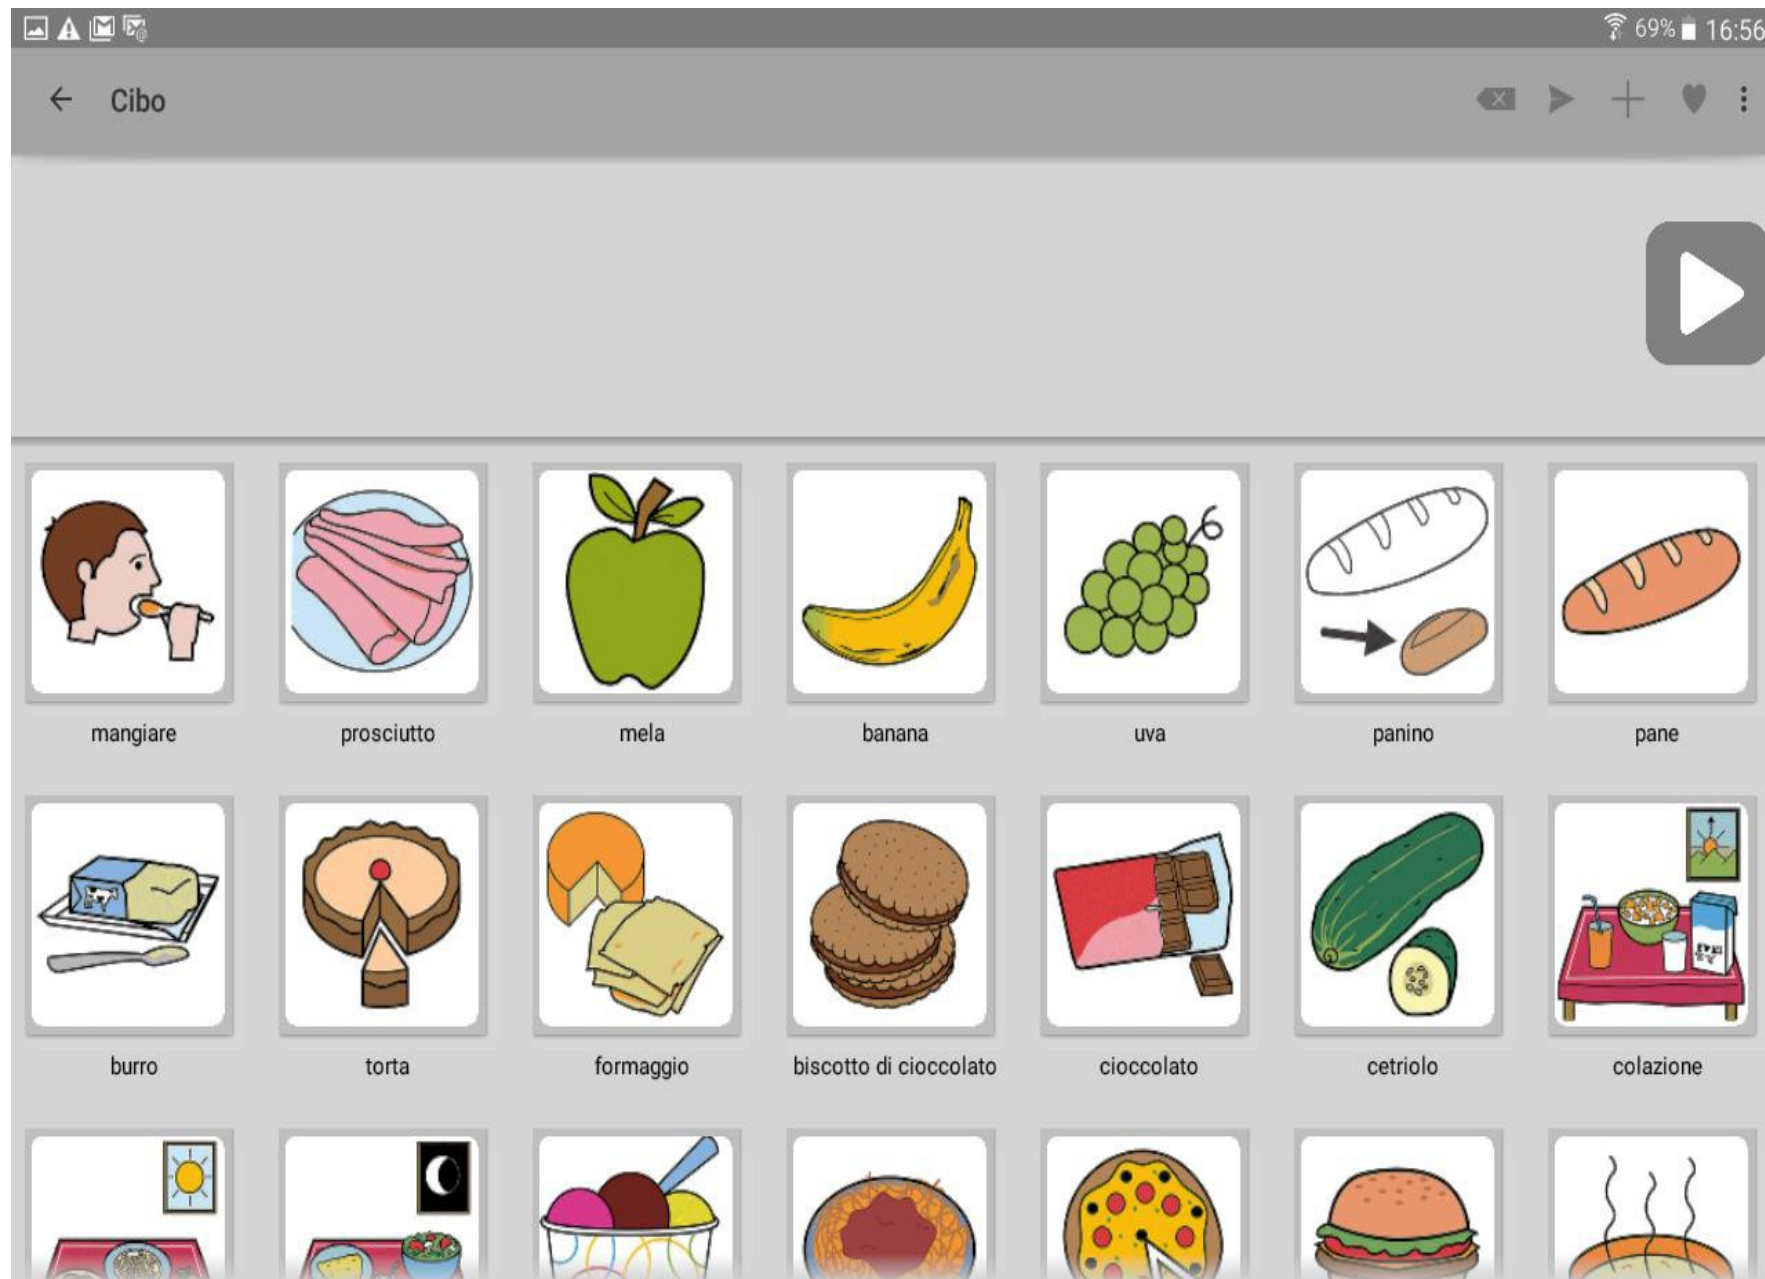 69% 16:56
Cibo
mangiare prosciutto mela banana uva panino pane
burro torta formaggio biscotto di cioccolato cioccolato cetriolo colazione